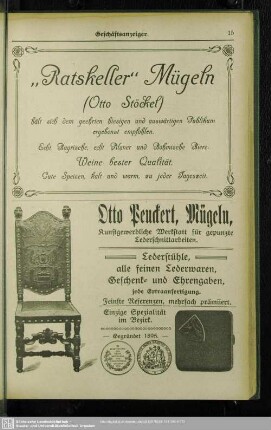 Geschäftsanzeiger. 15
„Ratskeller“ Mügeln
(Otto Stöckel)
hält sich dem geehrten hiesigen und auswärtigen Publikum
ergebenst empfohlen.
Echt Bayrische, echt Pilsner und Böhmische Biere.
Weine bester Qualität.
Gute Speisen, kalt und warm, zu jeder Tageszeit.
Otto Peuckert, Mügeln,
Kunstgewerbliche Werkstatt für gepunzte
Lederschnittarbeiten.
Lederstühle,
alle feinen Lederwaren,
Geschenk- und Ehrengaben,
jede Extraanfertigung.
Feinste Referenzen, mehrfach prämiiert.
Einzige Spezialität
im Bezirk.
Gegründet 1898.